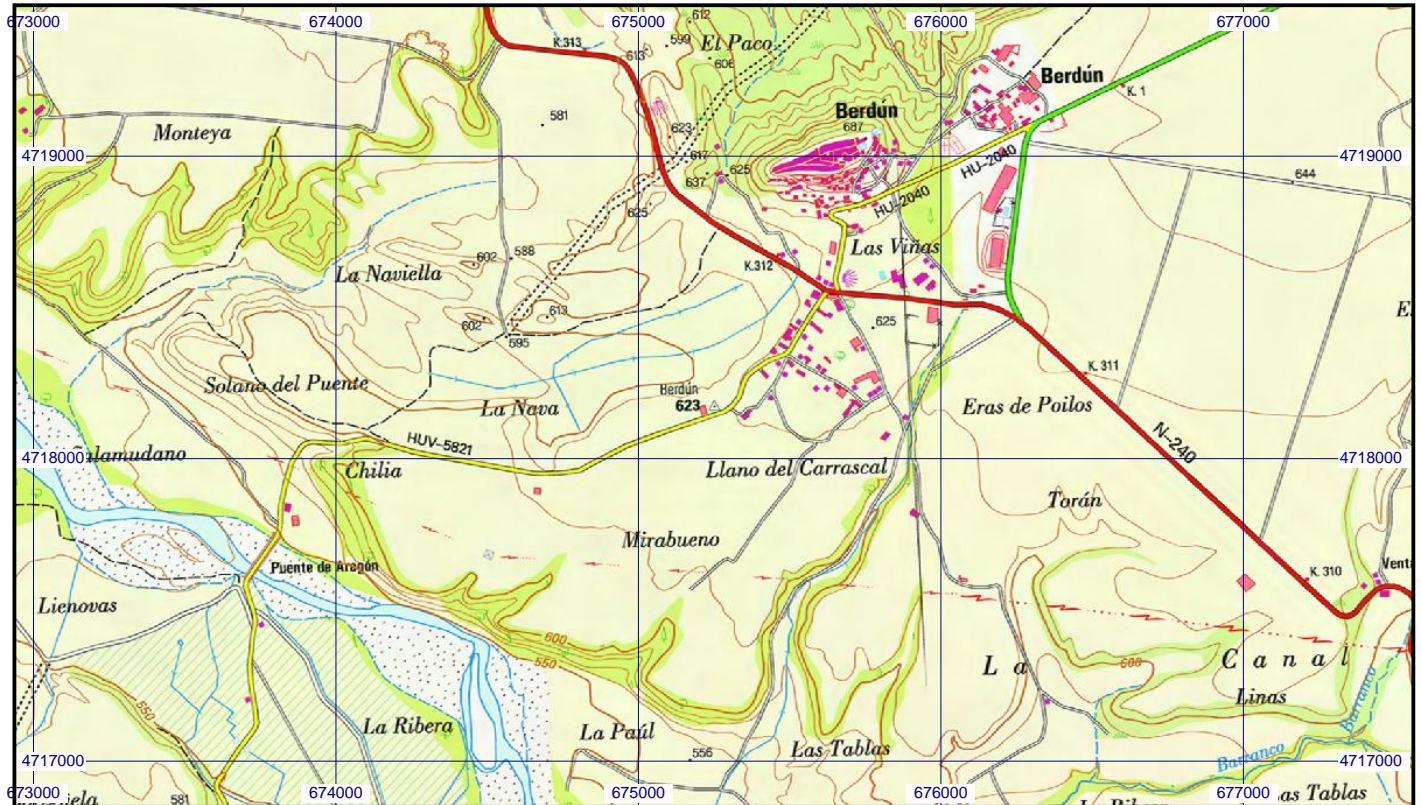 673000 674000 675000 676000 677000
612
K.313 613 599 El Paco
606
Berdún
K. 1
581
Berdún
687
Monteya
623
4719000 617 4719000
HU-2040
637 625
644
625
HU-2040
Las Viñas
602 588
La Naviella
K.312
602 613
625
595
E
K. 311
Solano del Puente
Berdún
623
La Nava
Eras de Poilos
HUV-5821
N-240
4718000 4718000
Chilia
Llano del Carrascal
Torán
Mirabueno
Puente de Aragón
K. 310
Venta
Lienovas
600
550
La Canal
600
Linas
550
La Ribera
La Paúl
Barranco
Las Tablas
556
Barranco
4717000 4717000
581
673000 674000 675000 676000 677000
as Tablas